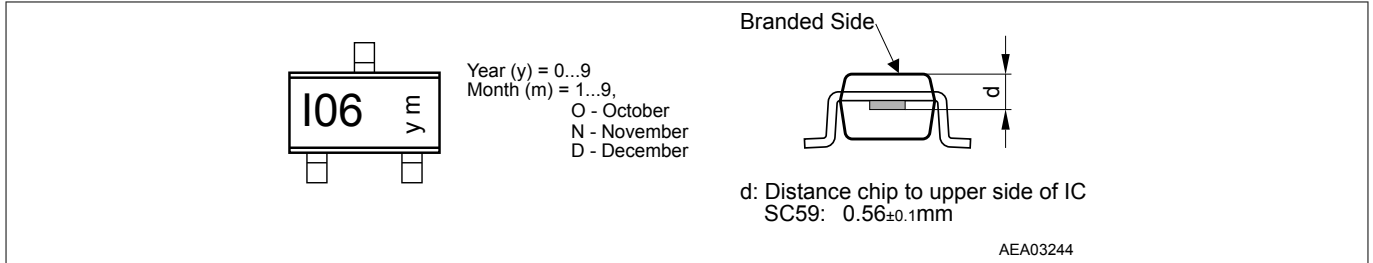 I06
y m
Year (y) = 0...9
Month (m) = 1...9,
O - October
N - November
D - December
Branded Side
d
d: Distance chip to upper side of IC
SC59: 0.56±0.1mm
AEA03244